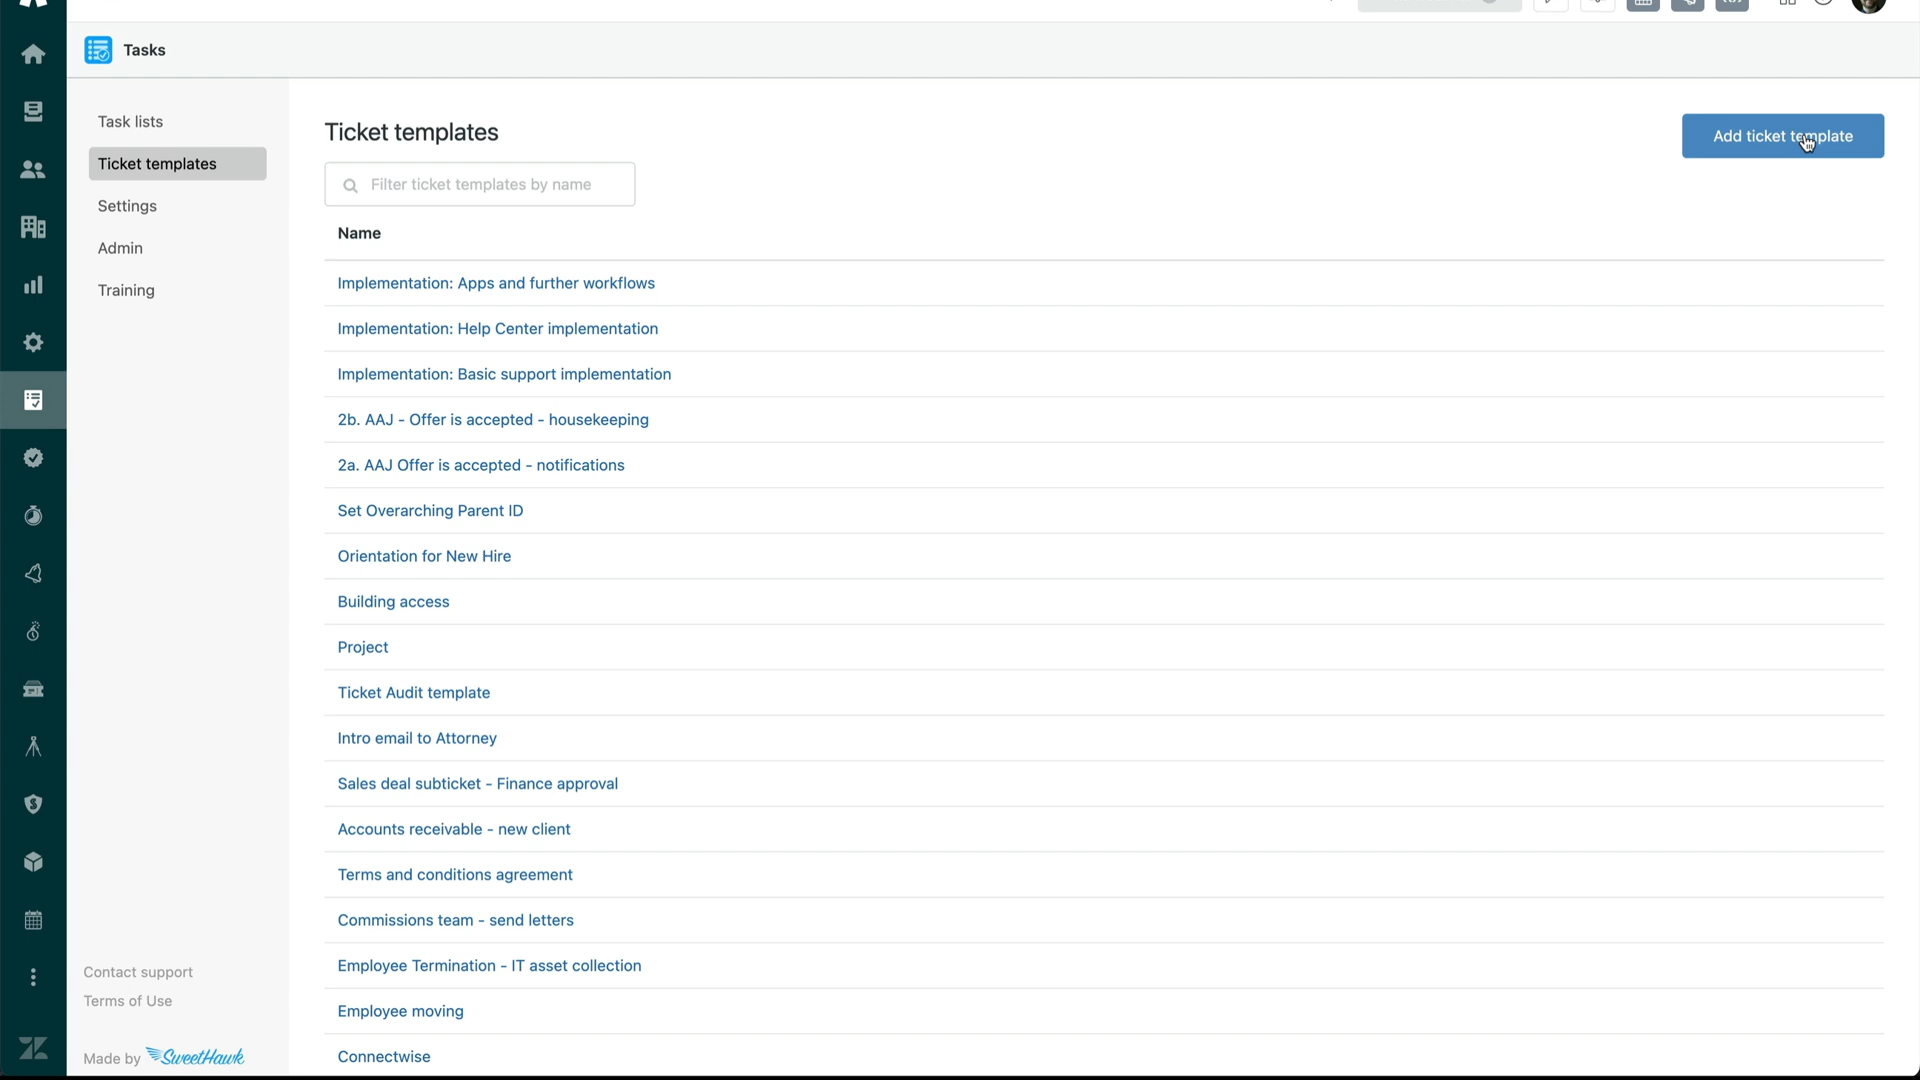 Tasks
Task lists
Ticket templates
Settings
Admin
Training
Contact support
Terms of Use
Made by SweetHawk
Ticket templates
Add ticket template
Filter ticket templates by name
Name
Implementation: Apps and further workflows
Implementation: Help Center implementation
Implementation: Basic support implementation
2b. AAJ - Offer is accepted - housekeeping
2a. AAJ Offer is accepted - notifications
Set Overarching Parent ID
Orientation for New Hire
Building access
Project
Ticket Audit template
Intro email to Attorney
Sales deal subticket - Finance approval
Accounts receivable - new client
Terms and conditions agreement
Commissions team - send letters
Employee Termination - IT asset collection
Employee moving
Connectwise